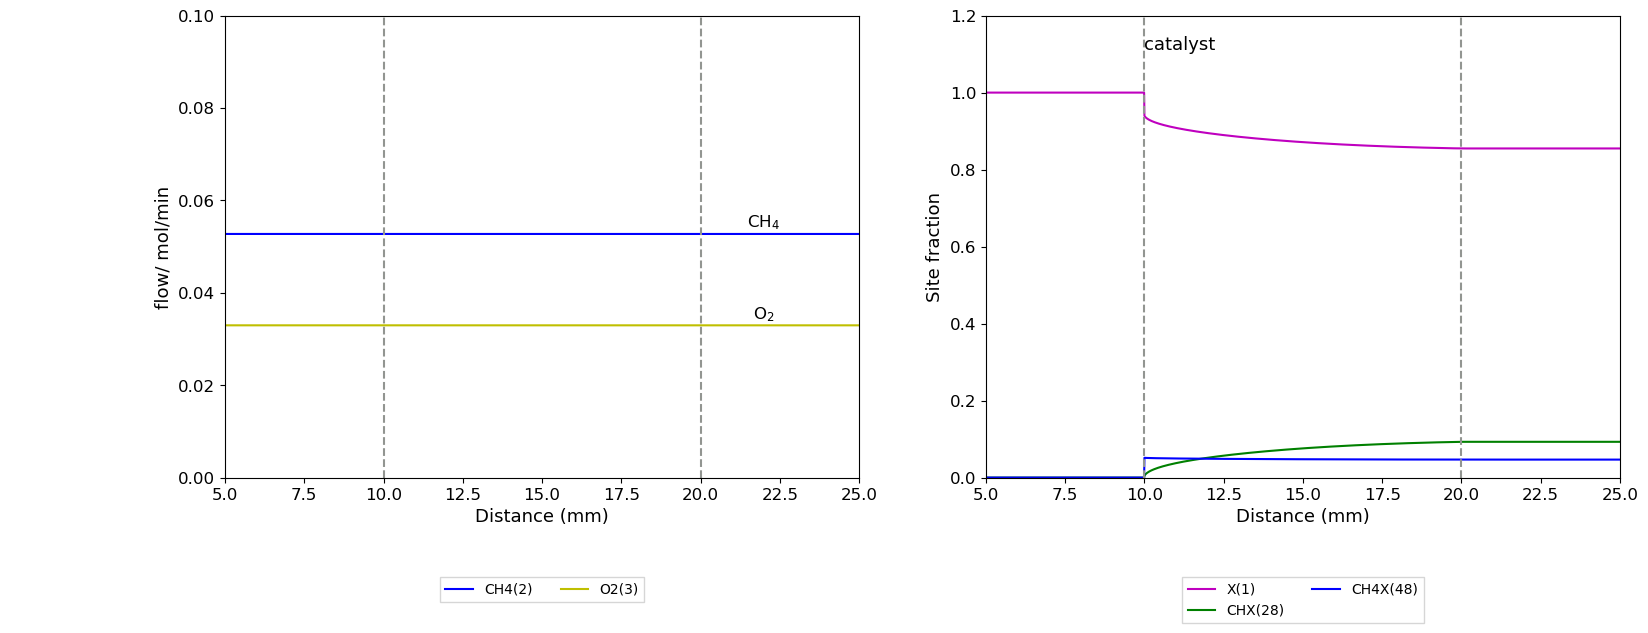 0.10
0.08
0.06
0.04
0.02
0.00
flow/ mol/min
CH₄
O₂
5.0 7.5 10.0 12.5 15.0 17.5 20.0 22.5 25.0
Distance (mm)
CH4(2) O2(3)
1.2
1.0
0.8
0.6
0.4
0.2
0.0
Site fraction
catalyst
5.0 7.5 10.0 12.5 15.0 17.5 20.0 22.5 25.0
Distance (mm)
X(1) CH4X(48)
CHX(28)